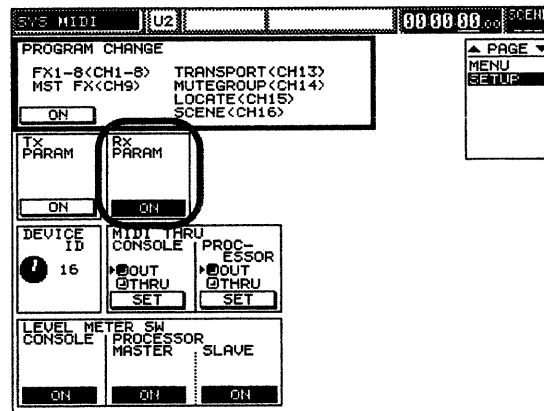 SYS MIDI U2 00 00 00 00 SCENE
PROGRAM CHANGE
FX1-8<CH1-8> TRANSPORT<CH13>
MST FX<CH9> MUTEGROUP<CH14>
LOCATE<CH15>
ON SCENE<CH16>
PAGE
MENU
SETUP
Tx PARAM
ON
Rx PARAM
ON
DEVICE ID
16
MIDI THRU
CONSOLE
OUT
THRU
SET
PROC-
ESSOR
OUT
THRU
SET
LEVEL METER SW
CONSOLE
ON
PROCESSOR
MASTER SLAVE
ON ON